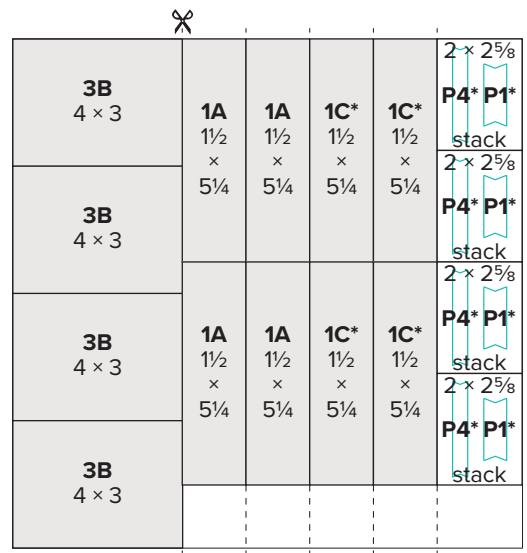 3B
4 × 3
3B
4 × 3
3B
4 × 3
3B
4 × 3
1A
1½
×
5¼
1A
1½
×
5¼
1C*
1½
×
5¼
1C*
1½
×
5¼
1A
1½
×
5¼
1A
1½
×
5¼
1C*
1½
×
5¼
1C*
1½
×
5¼
2 × 2⅝
P4* P1*
stack
2 × 2⅝
P4* P1*
stack
2 × 2⅝
P4* P1*
stack
2 × 2⅝
P4* P1*
stack